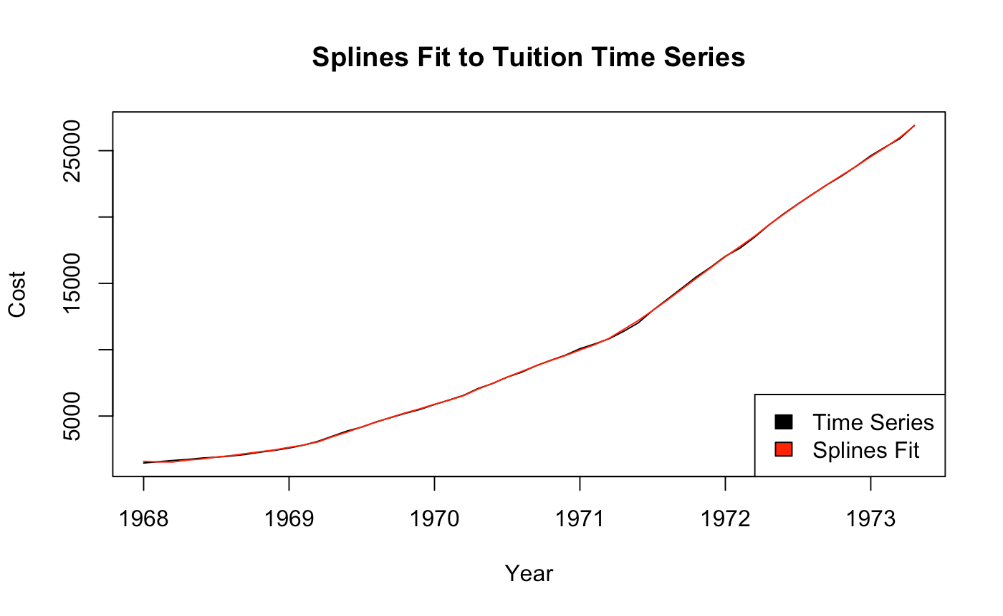 Splines Fit to Tuition Time Series
Cost
25000
15000
5000
Time Series
Splines Fit
1968 1969 1970 1971 1972 1973
Year